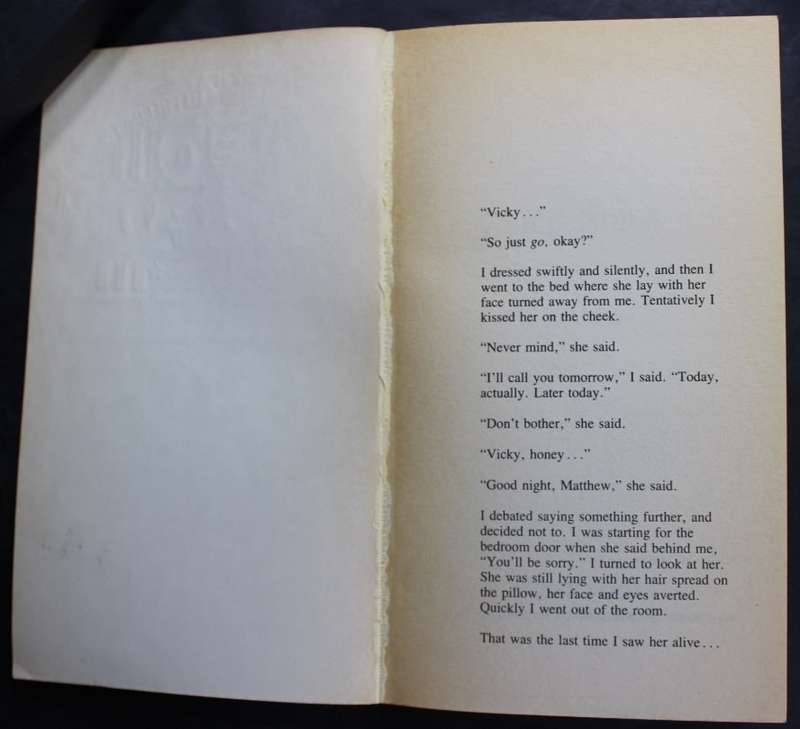 “Vicky...”
“So just go, okay?”
I dressed swiftly and silently, and then I
went to the bed where she lay with her
face turned away from me. Tentatively I
kissed her on the cheek.
“Never mind,” she said.
“I’ll call you tomorrow,” I said. “Today,
actually. Later today.”
“Don’t bother,” she said.
“Vicky, honey...”
“Good night, Matthew,” she said.
I debated saying something further, and
decided not to. I was starting for the
bedroom door when she said behind me,
“You’ll be sorry.” I turned to look at her.
She was still lying with her hair spread on
the pillow, her face and eyes averted.
Quickly I went out of the room.
That was the last time I saw her alive...